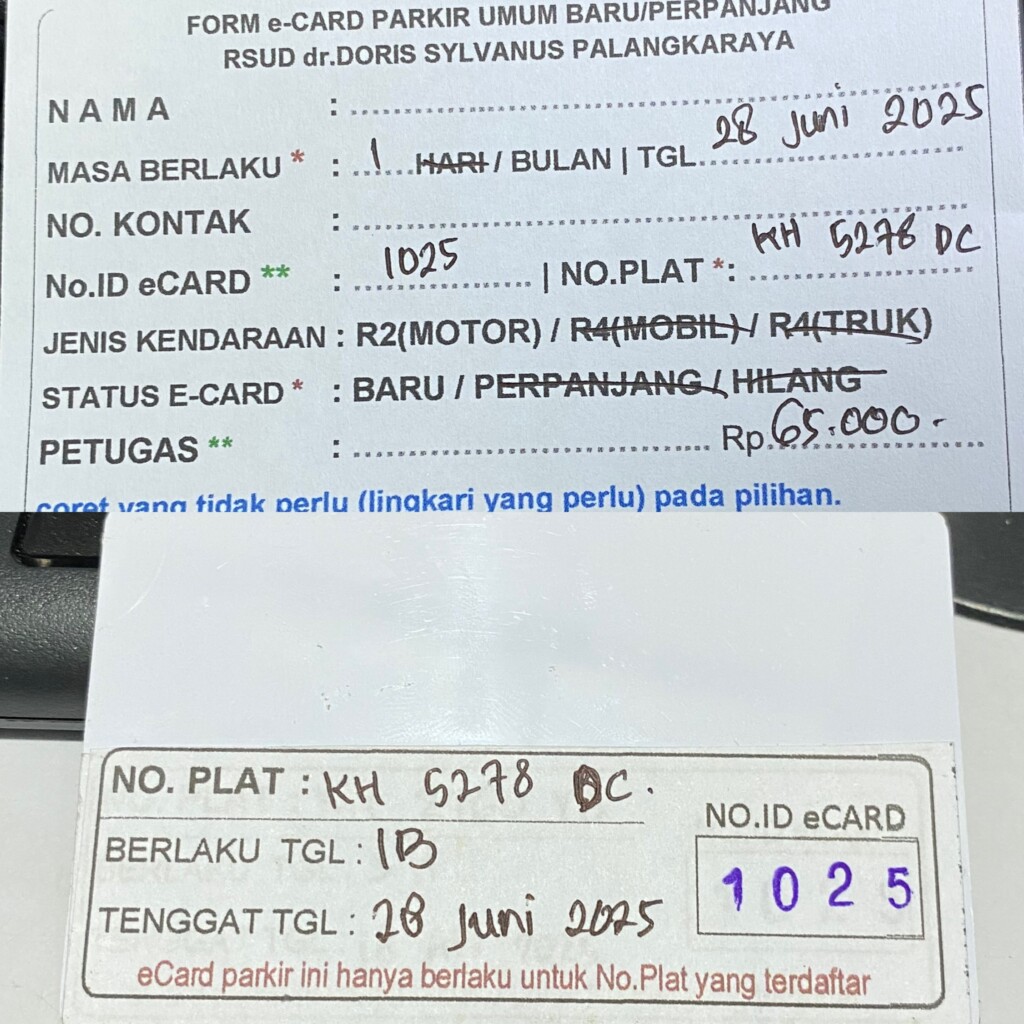 FORM e-CARD PARKIR UMUM BARU/PERPANJANG
RSUD dr.DORIS SYLVANUS PALANGKARAYA
NAMA : ....................
MASA BERLAKU * : 1 HARI / BULAN | TGL. 28 Juni 2025
NO. KONTAK : ....................
No.ID eCARD ** : 1025 | NO.PLAT *: KH 5278 DC
JENIS KENDARAAN : R2(MOTOR) / R4(MOBIL) / R4(TRUK)
STATUS E-CARD * : BARU / PERPANJANG / HILANG
PETUGAS ** : .................... Rp. 65.000.-
coret yang tidak perlu (lingkari yang perlu) pada pilihan.
NO. PLAT : KH 5278 DC.
NO.ID eCARD
BERLAKU TGL : 1B
1025
TENGGAT TGL : 28 Juni 2025
eCard parkir ini hanya berlaku untuk No.Plat yang terdaftar